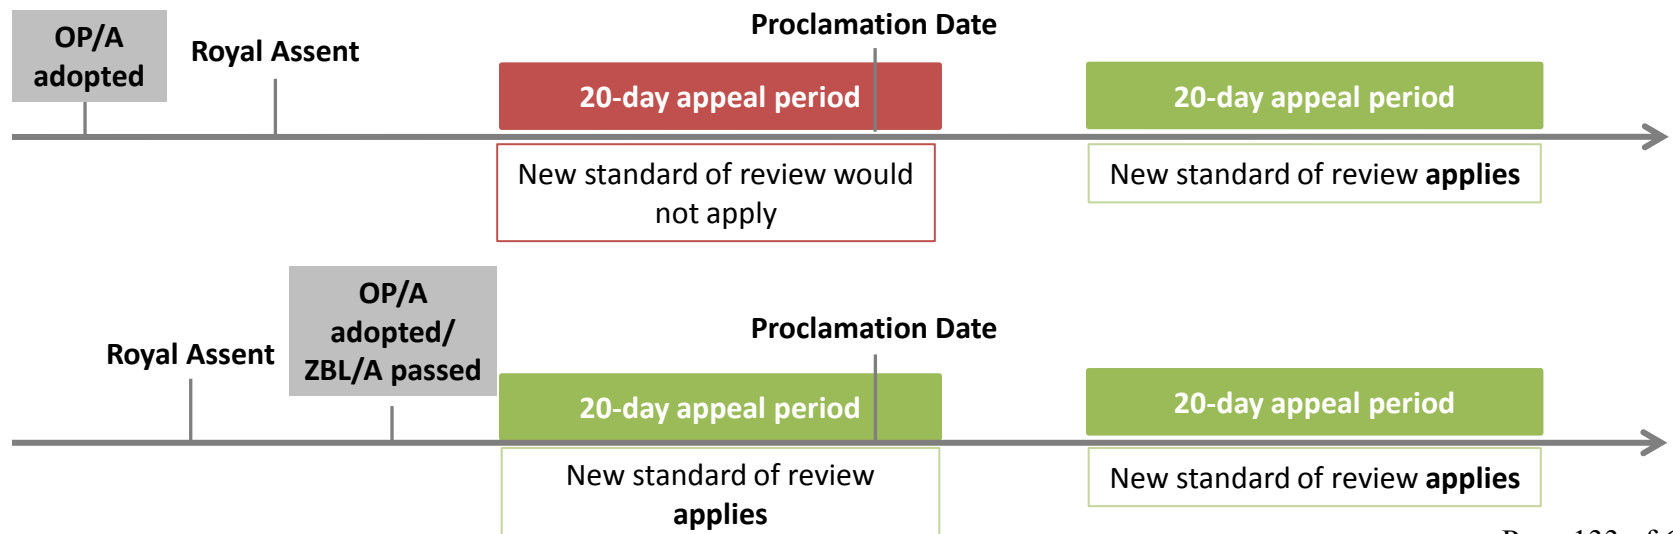 OP/A
adopted
Royal Assent
Proclamation Date
20-day appeal period
20-day appeal period
New standard of review would
not apply
New standard of review applies
Royal Assent
OP/A
adopted/
ZBL/A passed
Proclamation Date
20-day appeal period
20-day appeal period
New standard of review
applies
New standard of review applies